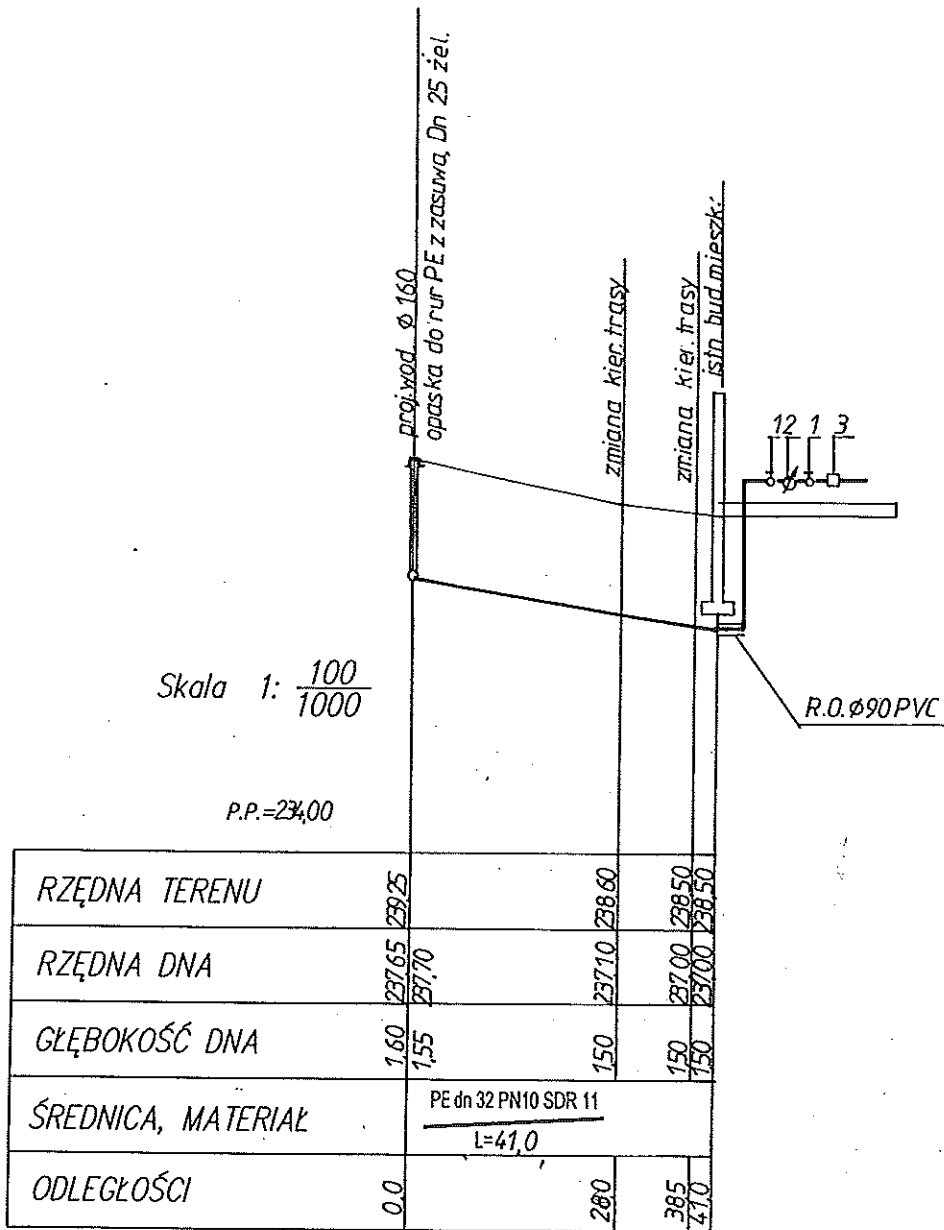 proj.wod. Ø 160
opaska do rur PE z zasuwą, Dn 25 żel.
zmiana kier. trasy
zmiana kier. trasy
istn. bud mieszk.
12 1 3
Skala 1: 100
1000
R.O. Ø90 PVC
P.P.=234,00
RZĘDNA TERENU 239,25 238,60 238,50 238,50
RZĘDNA DNA 237,65 237,70 237,10 237,00 237,00
GŁĘBOKOŚĆ DNA 1,60 1,55 1,50 1,50 1,50
ŚREDNICA, MATERIAŁ PE dn 32 PN10 SDR 11
L=41,0
ODLEGŁOŚCI 0,0 28,0 38,5 41,0